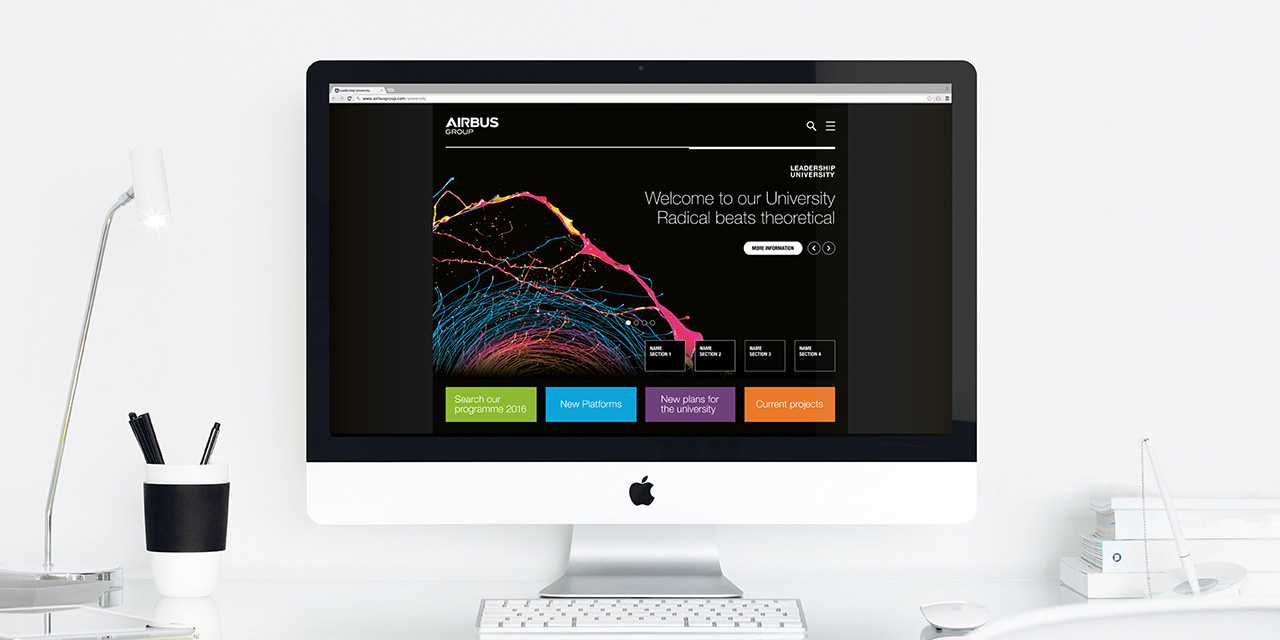 Leadership University
www.airbusgroup.com/university
AIRBUS
GROUP
LEADERSHIP
UNIVERSITY
Welcome to our University
Radical beats theoretical
MORE INFORMATION
NAME
SECTION 1
NAME
SECTION 2
NAME
SECTION 3
NAME
SECTION 4
Search our
programme 2016
New Platforms
New plans for
the university
Current projects